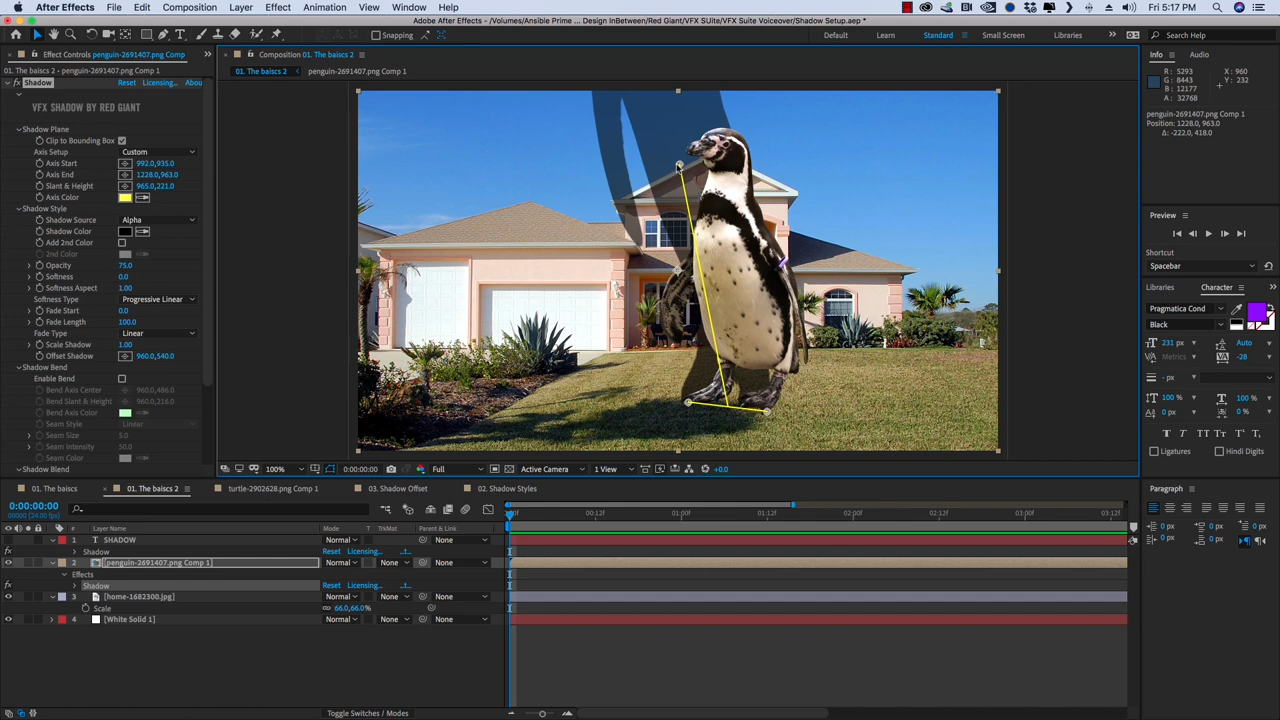 After Effects File Edit Composition Layer Effect Animation View Window Help Fri 5:17 PM
Adobe After Effects - /Volumes/Ansible Prime ... Design InBetween/Red Giant/VFX SUite/VFX Suite Voiceover/Shadow Setup.aep *
Snapping Default Learn Standard Small Screen Libraries Search Help
Effect Controls penguin-2691407.png Comp
01. The baiscs 2 • penguin-2691407.png Comp 1
fx Shadow Reset Licensing... Abou
VFX SHADOW BY RED GIANT
Shadow Plane
Clip to Bounding Box
Axis Setup Custom
Axis Start 992.0,935.0
Axis End 1228.0,963.0
Slant & Height 965.0,221.0
Axis Color
Shadow Style
Shadow Source Alpha
Shadow Color
Add 2nd Color
2nd Color
Opacity 75.0
Softness 0.0
Softness Aspect 1.00
Softness Type Progressive Linear
Fade Start 0.0
Fade Length 100.0
Fade Type Linear
Scale Shadow 1.00
Offset Shadow 960.0,540.0
Shadow Bend
Enable Bend
Bend Axis Center 960.0,486.0
Bend Slant & Height 960.0,216.0
Bend Axis Color
Seam Style Linear
Seam Size 5.0
Seam Intensity 50.0
Seam Color
Shadow Blend
Composition 01. The baiscs 2
01. The baiscs 2 penguin-2691407.png Comp 1
100% 0:00:00:00 Full Active Camera 1 View +0.0
Info Audio
R : 5293 X : 960
G : 8443 Y : 232
B : 12177
A : 32768
penguin-2691407.png Comp 1
Position: 1228.0, 963.0
Δ: -222.0, 418.0
Preview
Shortcut
Spacebar
Libraries Character
Pragmatica Cond
Black
231 px Auto
Metrics -28
- px
100 % 100 %
0 px 0 %
T T TT Tr T' T,
Ligatures Hindi Digits
Paragraph
0 px 0 px 0 px
0 px 0 px
01. The baiscs 01. The baiscs 2 turtle-2902628.png Comp 1 03. Shadow Offset 02. Shadow Styles
0:00:00:00
00000 (24.00 fps)
00:12f 01:00f 01:12f 02:00f 02:12f 03:00f 03:12f
# Layer Name Mode T TrkMat Parent & Link
1 T SHADOW Normal None
fx Shadow Reset Licensing...
2 [penguin-2691407.png Comp 1] Normal None None
Effects
fx Shadow Reset Licensing...
3 [home-1682300.jpg] Normal None None
Scale 66.0,66.0%
4 [White Solid 1] Normal None None
Toggle Switches / Modes